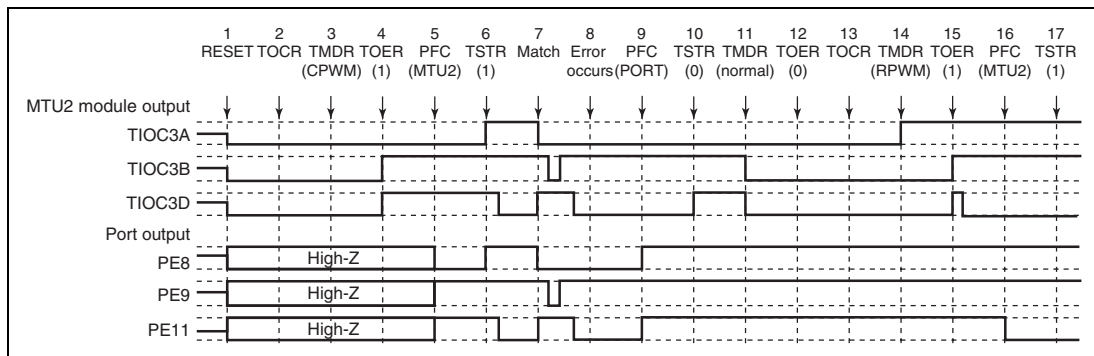 1 2 3 4 5 6 7 8 9 10 11 12 13 14 15 16 17
RESET TOCR TMDR TOER PFC TSTR Match Error PFC TSTR TMDR TOER TOCR TMDR TOER PFC TSTR
(CPWM) (1) (MTU2) (1) occurs (PORT) (0) (normal) (0) (RPWM) (1) (MTU2) (1)
MTU2 module output
TIOC3A
TIOC3B
TIOC3D
Port output
PE8 High-Z
PE9 High-Z
PE11 High-Z